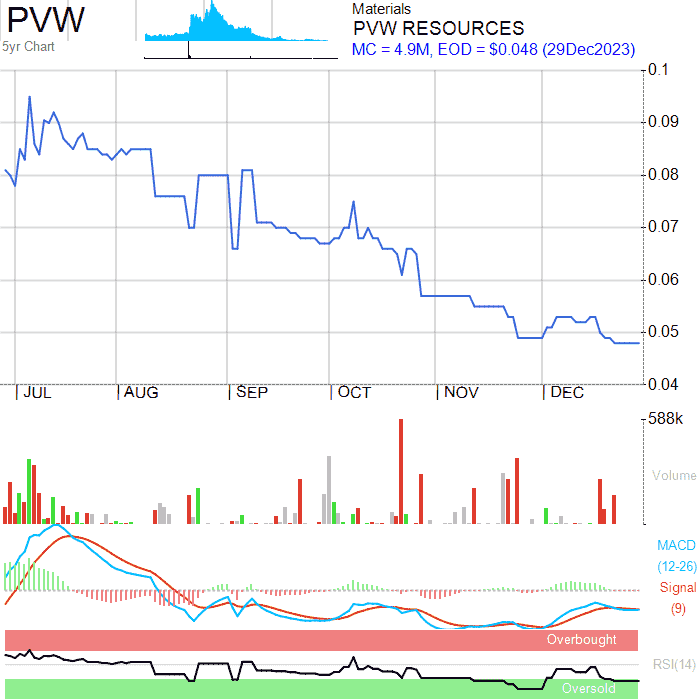 PVW
5yr Chart
Materials
PVW RESOURCES
MC = 4.9M, EOD = $0.048 (29Dec2023)
0.1
0.09
0.08
0.07
0.06
0.05
0.04
JUL AUG SEP OCT NOV DEC
588k
Volume
MACD
(12-26)
Signal
(9)
Overbought
RSI(14)
Oversold